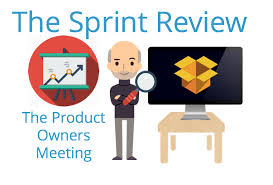 The Sprint Review
The Product
Owners
Meeting